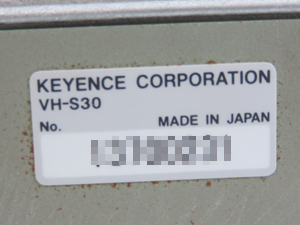 KEYENCE CORPORATION
VH-S30
No. MADE IN JAPAN